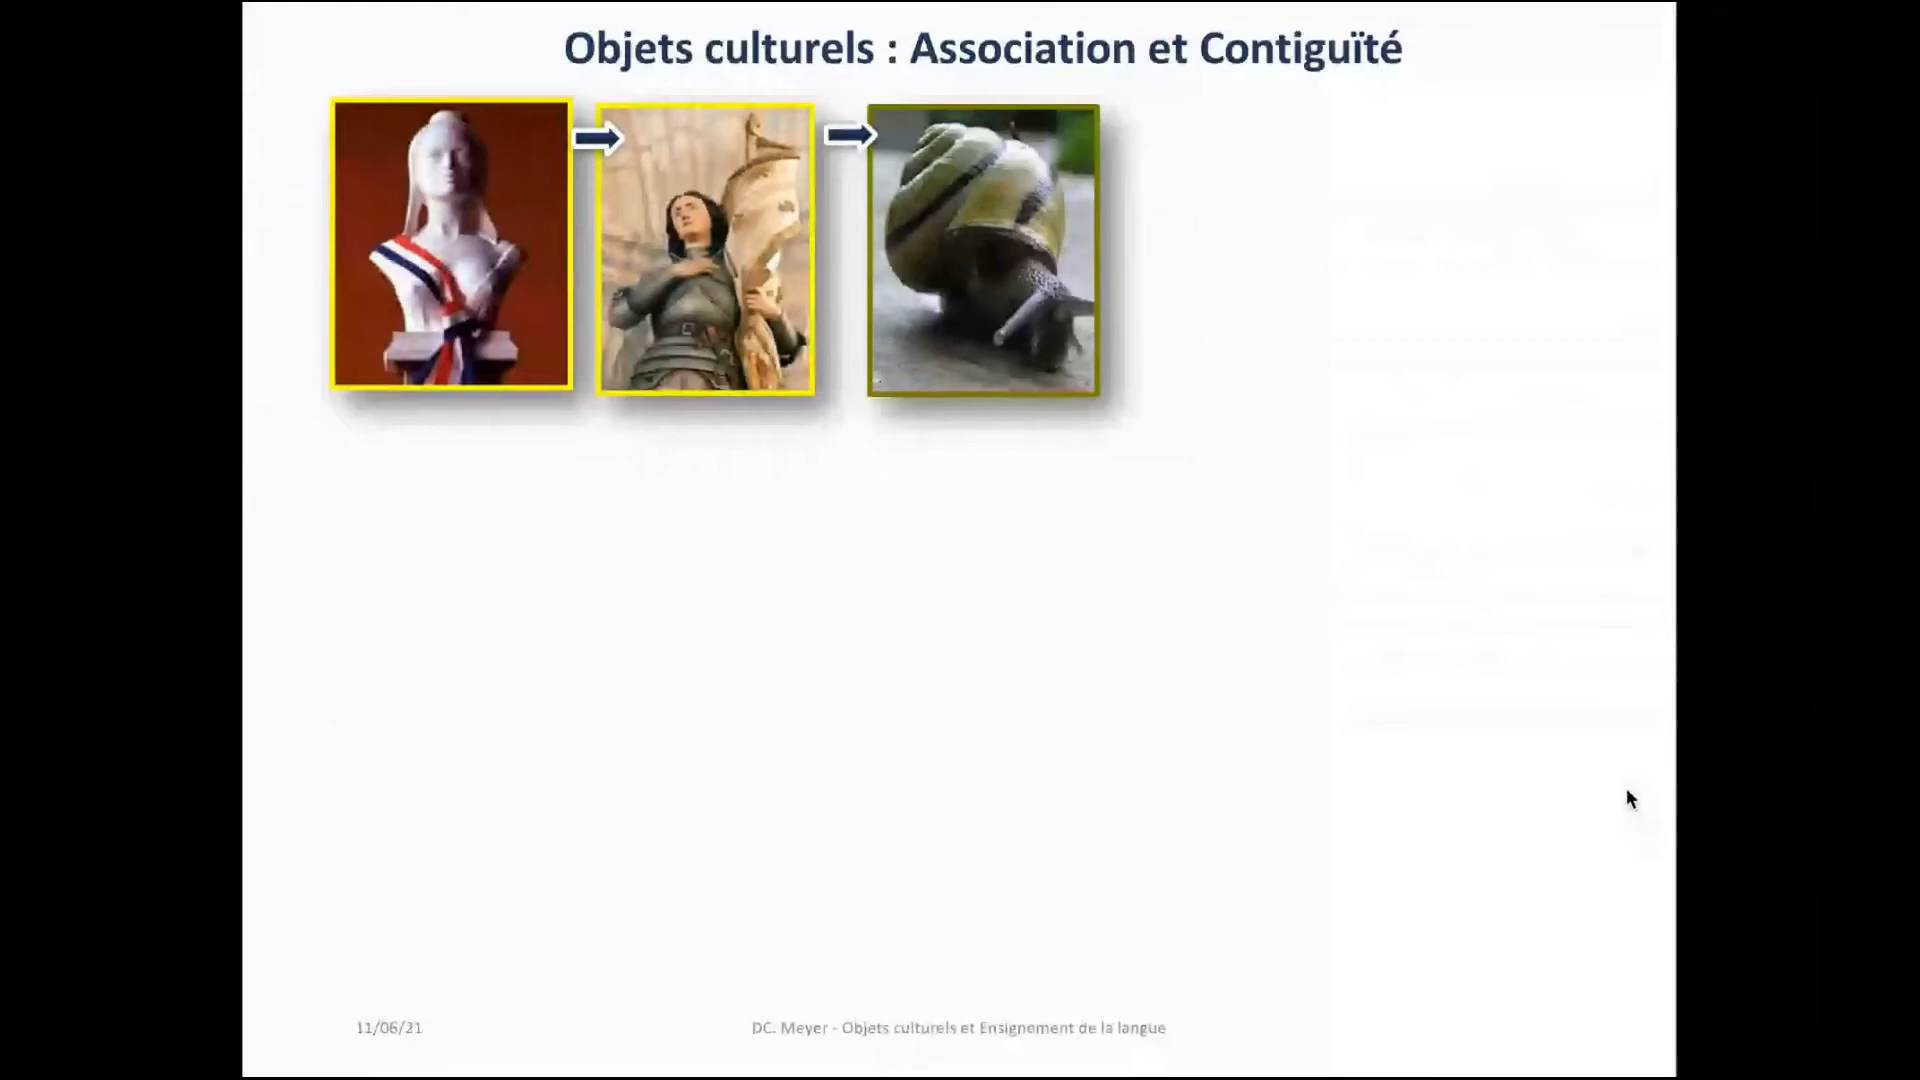 Objets culturels : Association et Contiguïté
11/06/21
DC. Meyer - Objets culturels et Ensignement de la langue